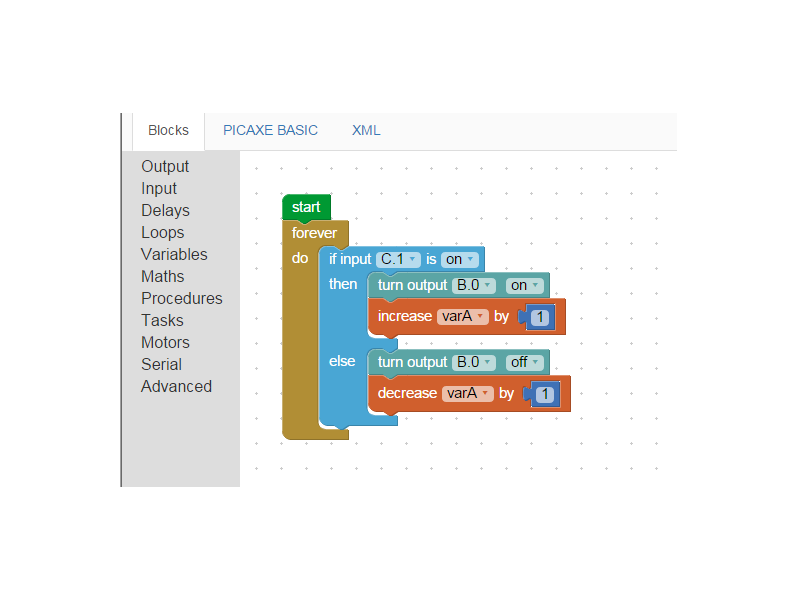 Blocks PICAXE BASIC XML
Output
Input
Delays
Loops
Variables
Maths
Procedures
Tasks
Motors
Serial
Advanced
start
forever
do if input C.1 is on
then turn output B.0 on
increase varA by 1
else turn output B.0 off
decrease varA by 1